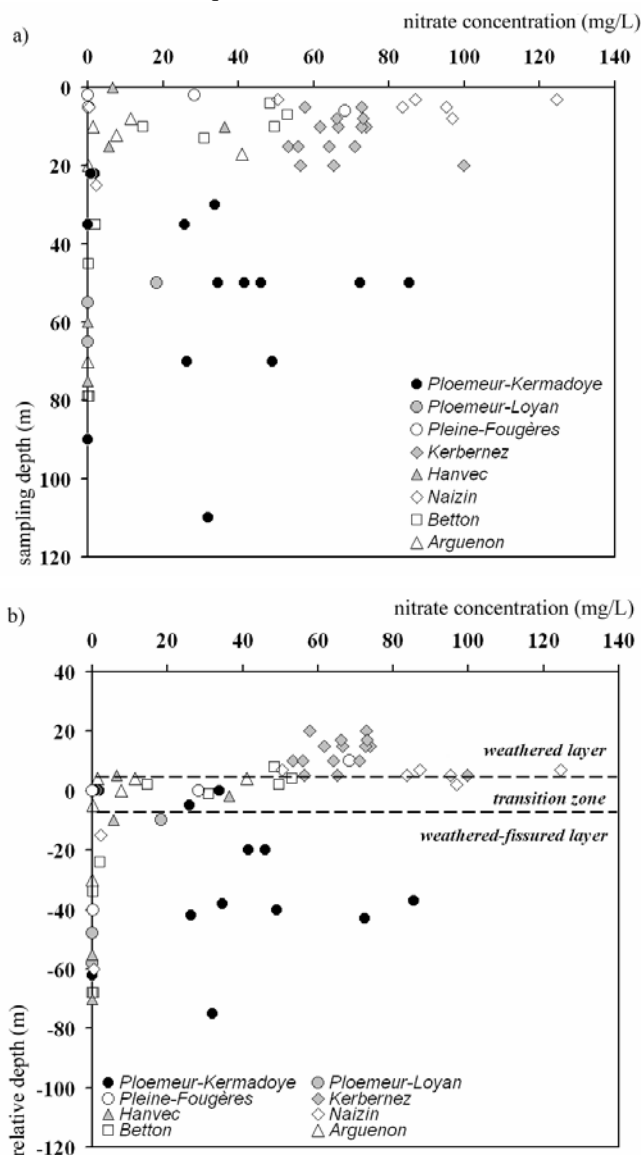 nitrate concentration (mg/L)
a)
0 20 40 60 80 100 120 140
0
20
40
60
80
100
120
sampling depth (m)
Ploemeur-Kermadoye
Ploemeur-Loyan
Pleine-Fougères
Kerbernez
Hanvec
Naizin
Betton
Arguenon
nitrate concentration (mg/L)
b)
0 20 40 60 80 100 120 140
40
20
0
-20
-40
-60
-80
-100
-120
relative depth (m)
weathered layer
transition zone
weathered-fissured layer
Ploemeur-Kermadoye Ploemeur-Loyan
Pleine-Fougères Kerbernez
Hanvec Naizin
Betton Arguenon